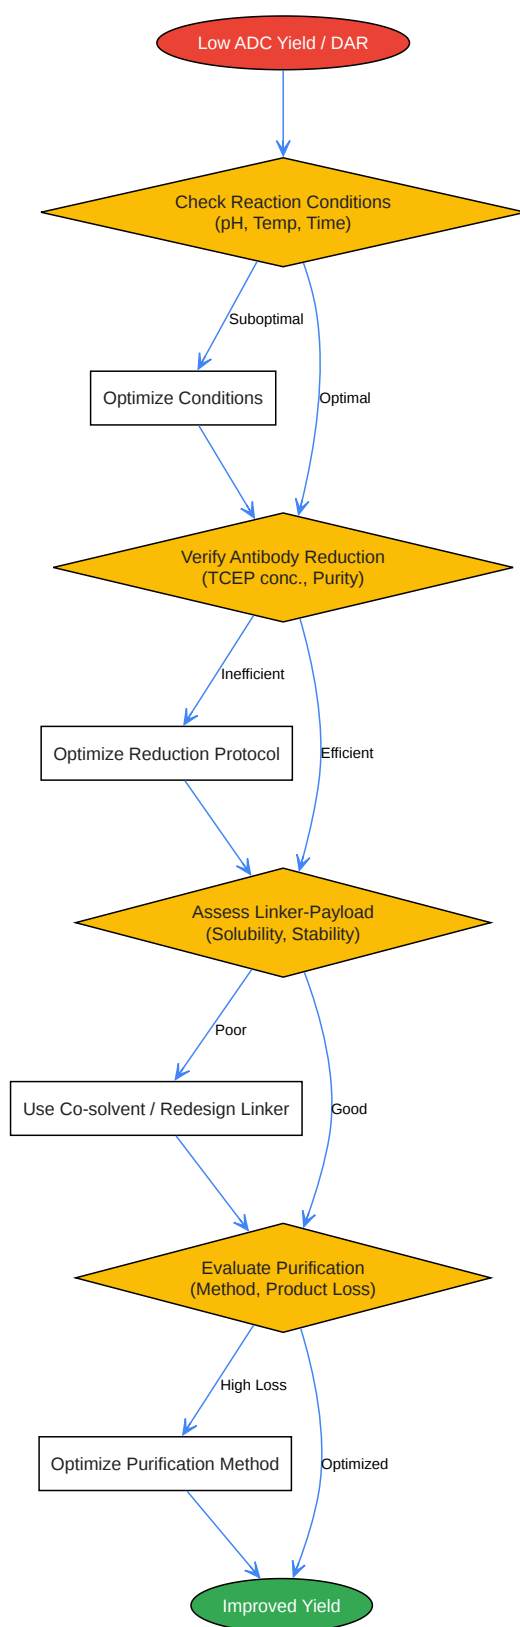 Low ADC Yield / DAR
Check Reaction Conditions
(pH, Temp, Time)
Suboptimal
Optimize Conditions
Optimal
Verify Antibody Reduction
(TCEP conc., Purity)
Inefficient
Optimize Reduction Protocol
Efficient
Assess Linker-Payload
(Solubility, Stability)
Poor
Use Co-solvent / Redesign Linker
Good
Evaluate Purification
(Method, Product Loss)
High Loss
Optimize Purification Method
Optimized
Improved Yield